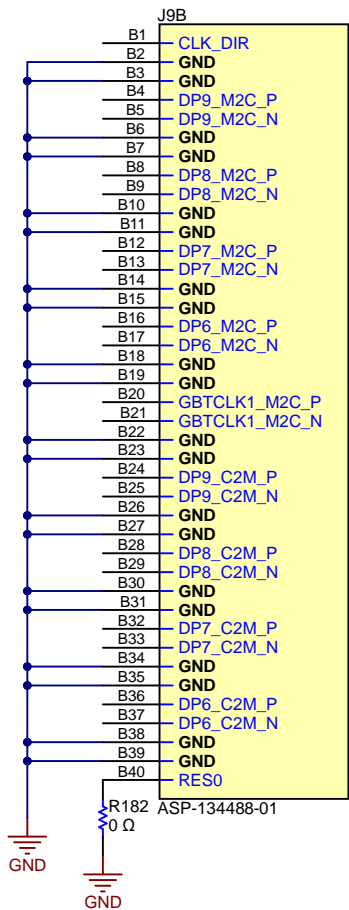 J9B
B1 CLK_DIR
B2 GND
B3 GND
B4 DP9_M2C_P
B5 DP9_M2C_N
B6 GND
B7 GND
B8 DP8_M2C_P
B9 DP8_M2C_N
B10 GND
B11 GND
B12 DP7_M2C_P
B13 DP7_M2C_N
B14 GND
B15 GND
B16 DP6_M2C_P
B17 DP6_M2C_N
B18 GND
B19 GND
B20 GBTCLK1_M2C_P
B21 GBTCLK1_M2C_N
B22 GND
B23 GND
B24 DP9_C2M_P
B25 DP9_C2M_N
B26 GND
B27 GND
B28 DP8_C2M_P
B29 DP8_C2M_N
B30 GND
B31 GND
B32 DP7_C2M_P
B33 DP7_C2M_N
B34 GND
B35 GND
B36 DP6_C2M_P
B37 DP6_C2M_N
B38 GND
B39 GND
B40 RES0
R182 ASP-134488-01
0 Ω
GND
GND